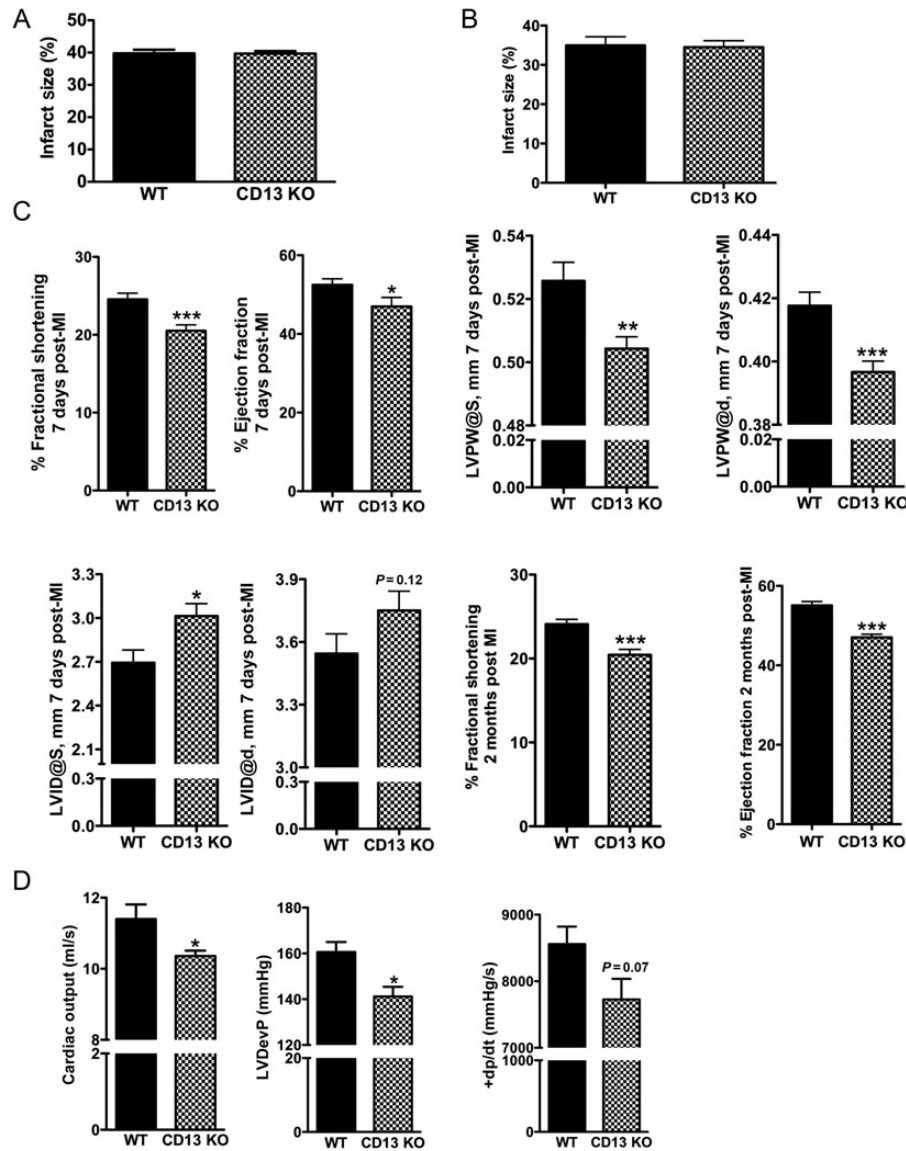 A
Infarct size (%)
50
40
30
20
10
0
WT
CD13 KO
B
Infarct size (%)
40
30
20
10
0
WT
CD13 KO
C
% Fractional shortening
7 days post-MI
30
20
10
0
***
WT
CD13 KO
% Ejection fraction
7 days post-MI
60
40
20
0
*
WT
CD13 KO
LVPW@S, mm 7 days post-MI
0.54
0.52
0.50
0.48
0.02
0.00
**
WT
CD13 KO
LVPW@d, mm 7 days post-MI
0.44
0.42
0.40
0.38
0.02
0.00
***
WT
CD13 KO
LVID@S, mm 7 days post-MI
3.3
3.0
2.7
2.4
2.1
0.3
0.0
*
WT
CD13 KO
LVID@d, mm 7 days post-MI
3.9
3.6
3.3
3.0
0.3
0.0
P = 0.12
WT
CD13 KO
% Fractional shortening
2 months post MI
30
20
10
0
***
WT
CD13 KO
% Ejection fraction 2 months post-MI
60
40
20
0
***
WT
CD13 KO
D
Cardiac output (ml/s)
12
10
8
2
0
*
WT
CD13 KO
LVDevP (mmHg)
180
160
140
120
20
0
*
WT
CD13 KO
+dp/dt (mmHg/s)
9000
8000
7000
1000
0
P = 0.07
WT
CD13 KO